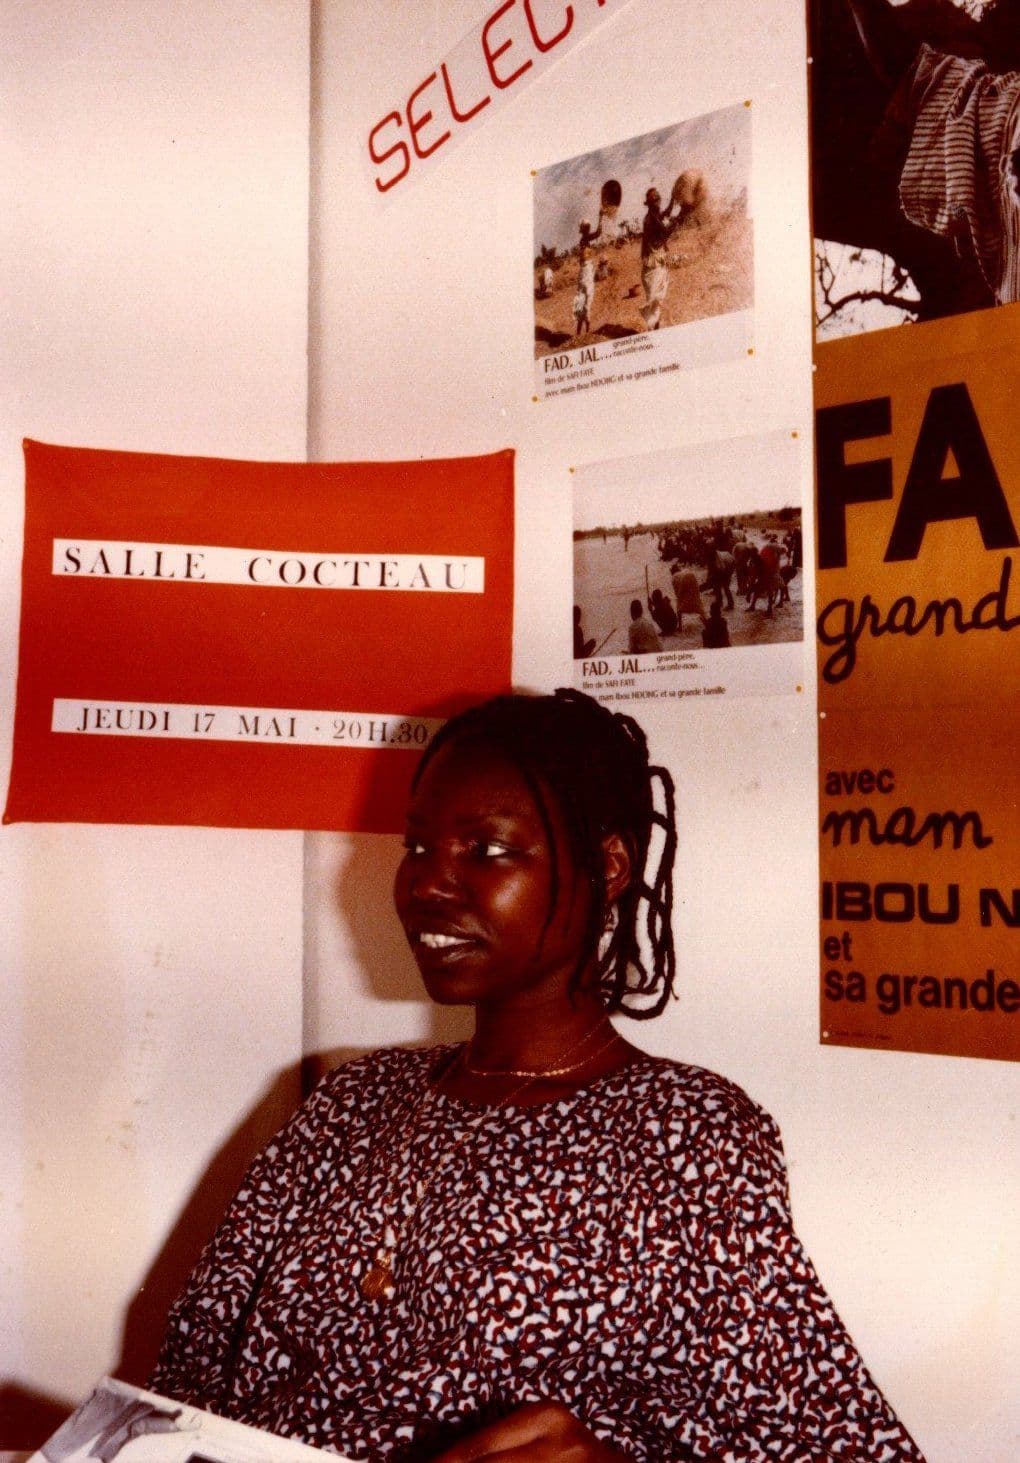 SELECT
FAD, JAL... grand-père, raconte-nous...
film de SAFI FAYE
avec mam Ibou NDONG et sa grande famille
SALLE COCTEAU
JEUDI 17 MAI · 20H.30
FAD, JAL... grand-père, raconte-nous...
film de SAFI FAYE
mam Ibou NDONG et sa grande famille
FA
grand
avec
mam
IBOU N
et
sa grande